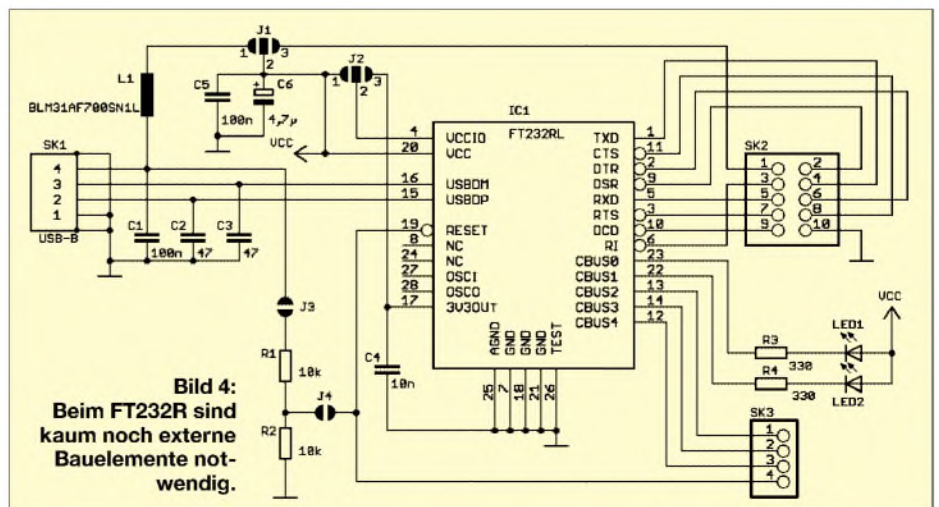 J1
1
3
2
J2
1
3
2
L1
BLM31AF700SN1L
C5
100n
C6
+
4,7µ
VCC
IC1
FT232RL
4
VCCIO
20
VCC
16
USBDM
15
USBDP
19
RESET
8
NC
24
NC
27
OSCI
28
OSCO
17
3V3OUT
TXD
1
CTS
11
DTR
2
DSR
9
RXD
5
RTS
3
DCD
10
RI
6
CBUS0
23
CBUS1
22
CBUS2
13
CBUS3
14
CBUS4
12
AGND
GND
GND
GND
TEST
25
7
18
21
26
SK1
4
3
2
1
USB-B
C1
100n
C2
47
C3
47
J3
R1
10k
J4
R2
10k
C4
10n
SK2
1
2
3
4
5
6
7
8
9
10
VCC
R3
330
LED1
R4
330
LED2
SK3
1
2
3
4
Bild 4:
Beim FT232R sind
kaum noch externe
Bauelemente not-
wendig.